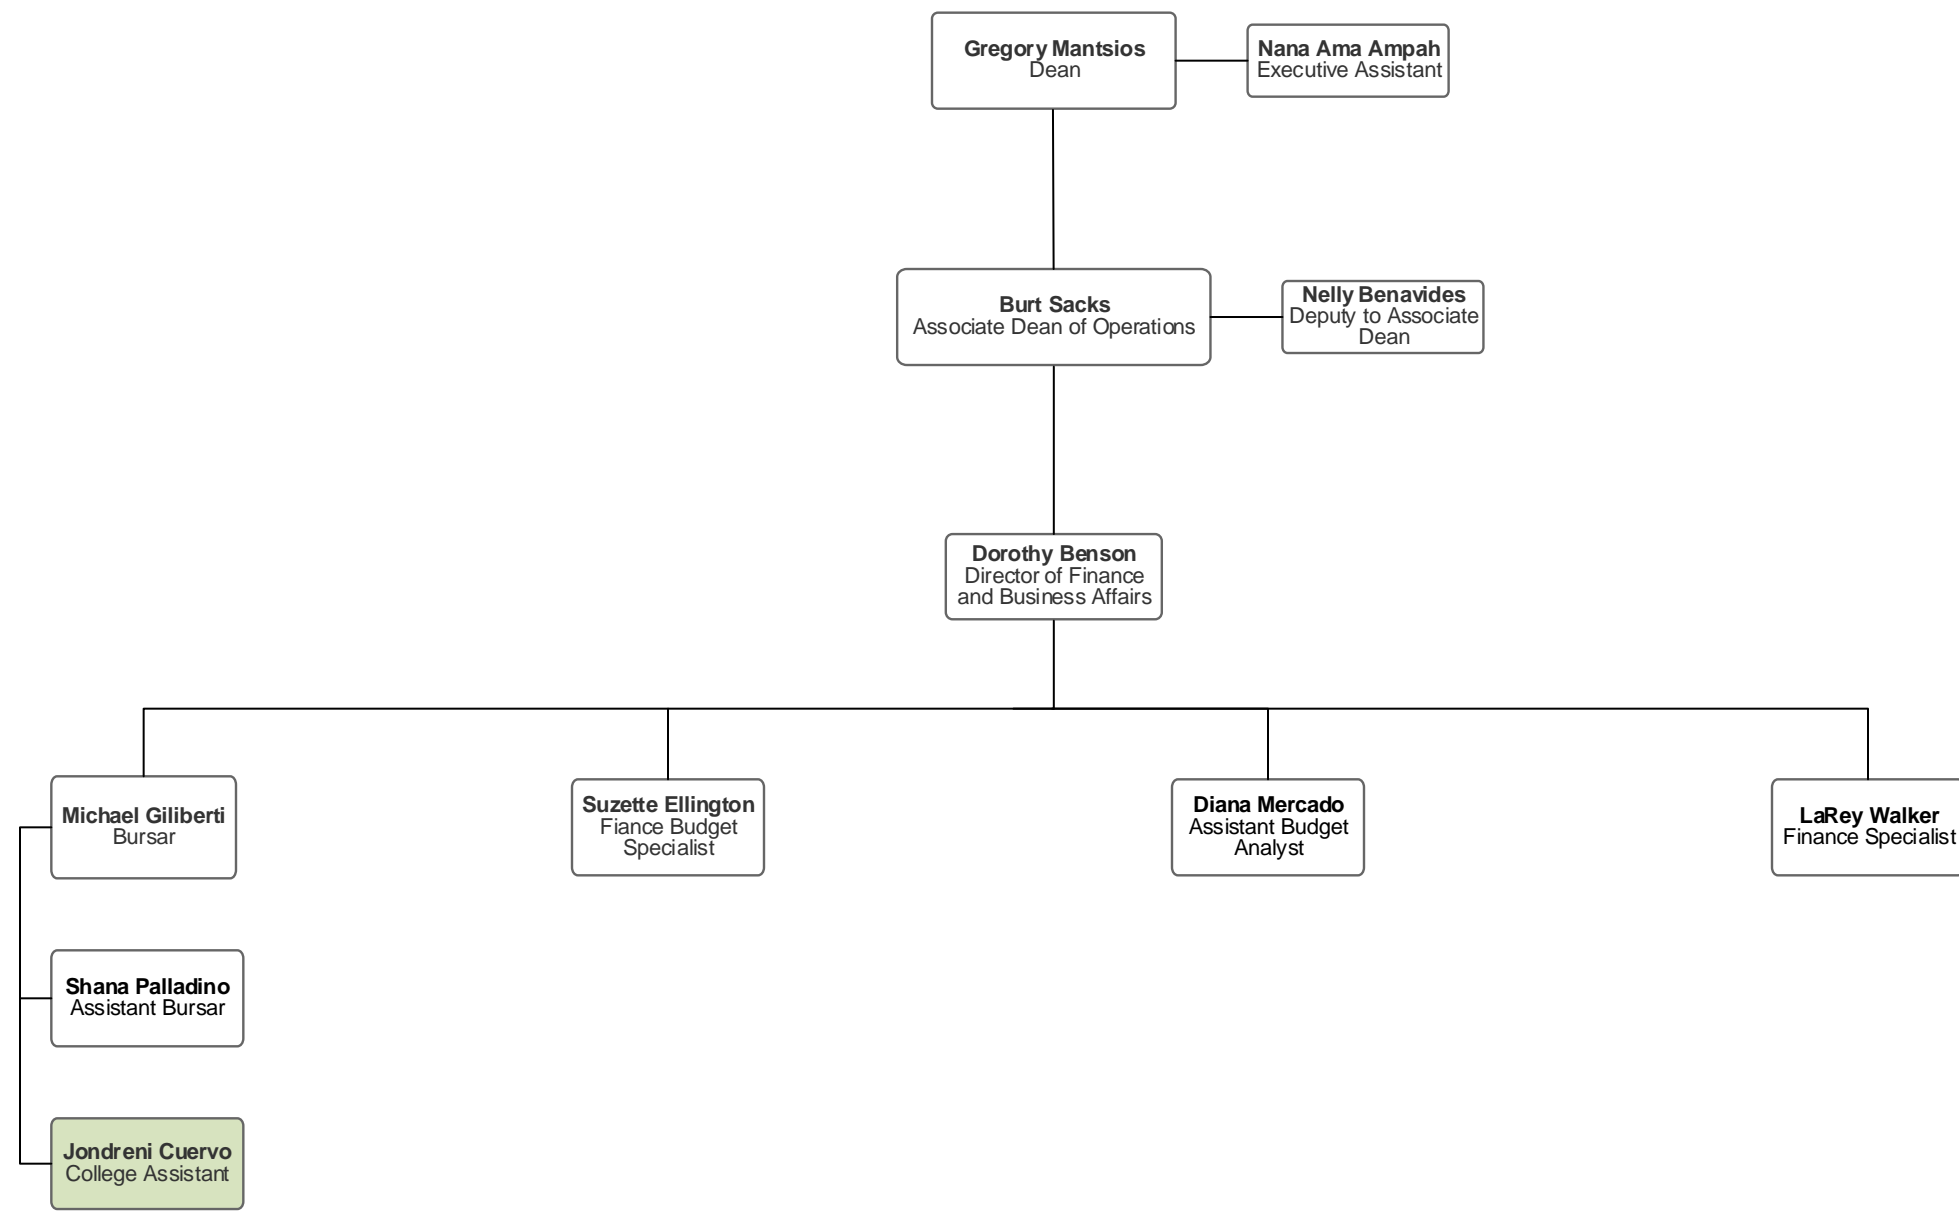 Gregory Mantsios
Dean
Nana Ama Ampah
Executive Assistant
Burt Sacks
Associate Dean of Operations
Nelly Benavides
Deputy to Associate
Dean
Dorothy Benson
Director of Finance
and Business Affairs
Michael Giliberti
Bursar
Suzette Ellington
Fiance Budget
Specialist
Diana Mercado
Assistant Budget
Analyst
LaRey Walker
Finance Specialist
Shana Palladino
Assistant Bursar
Jondreni Cuervo
College Assistant